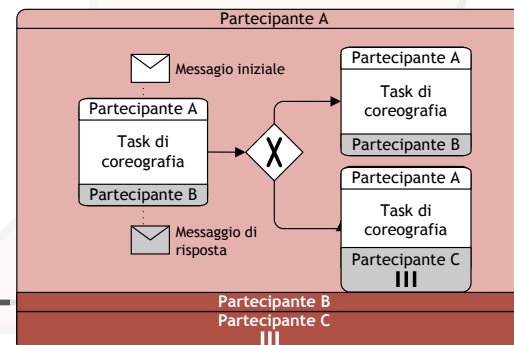 Partecipante A
Messagio iniziale
Partecipante A
Task di
coreografia
Partecipante B
Messaggio di
risposta
X
Partecipante A
Task di
coreografia
Partecipante B
Partecipante A
Task di
coreografia
Partecipante C
Partecipante B
Partecipante C